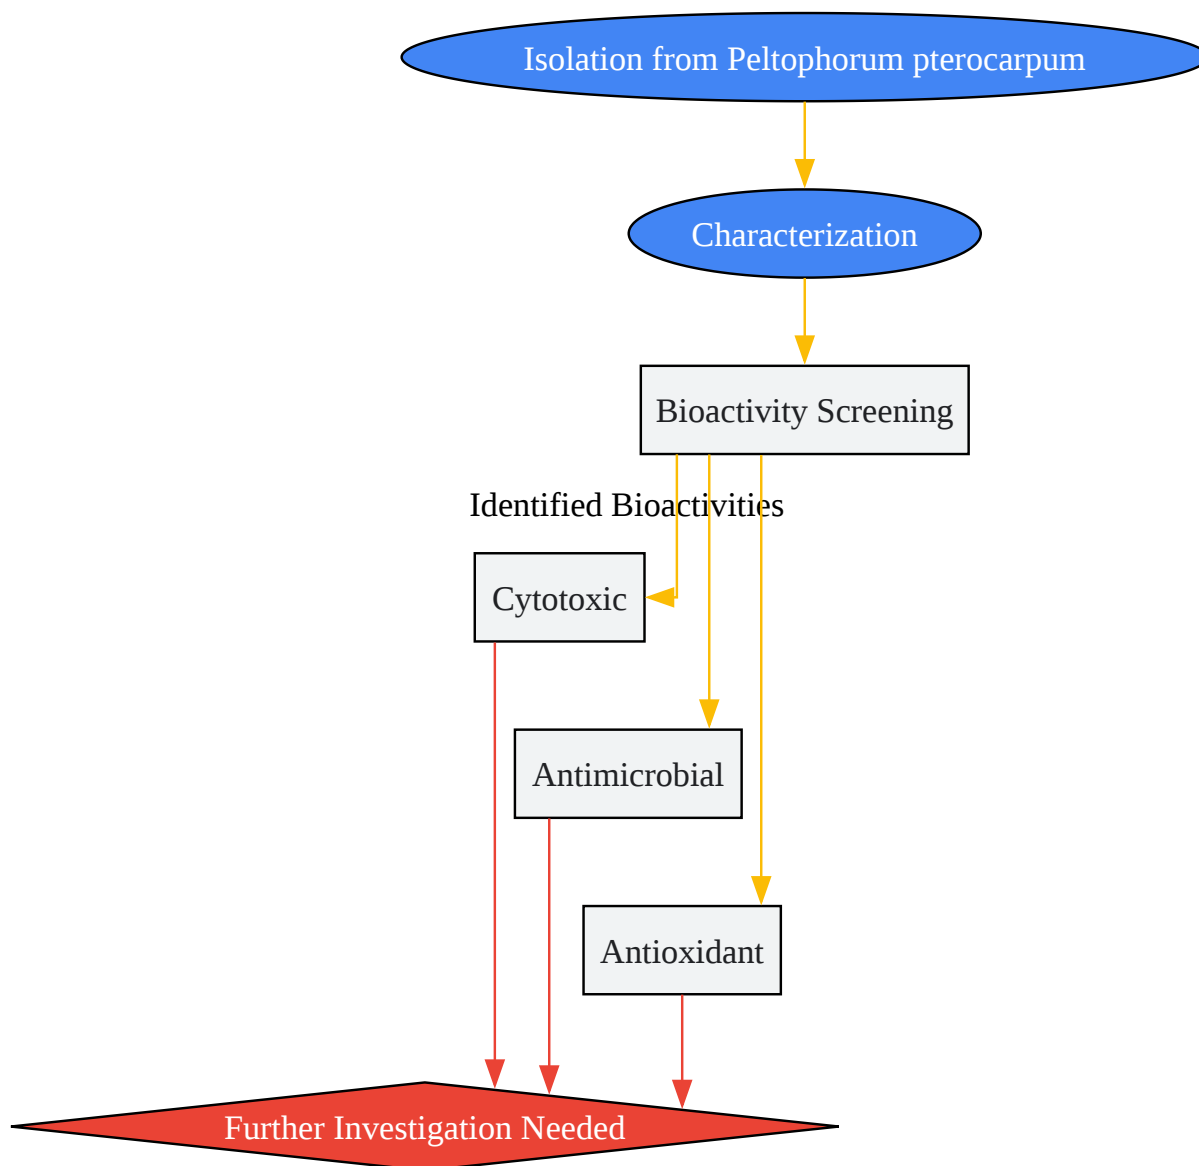 Isolation from Peltophorum pterocarpum
Characterization
Bioactivity Screening
Identified Bioactivities
Cytotoxic
Antimicrobial
Antioxidant
Further Investigation Needed